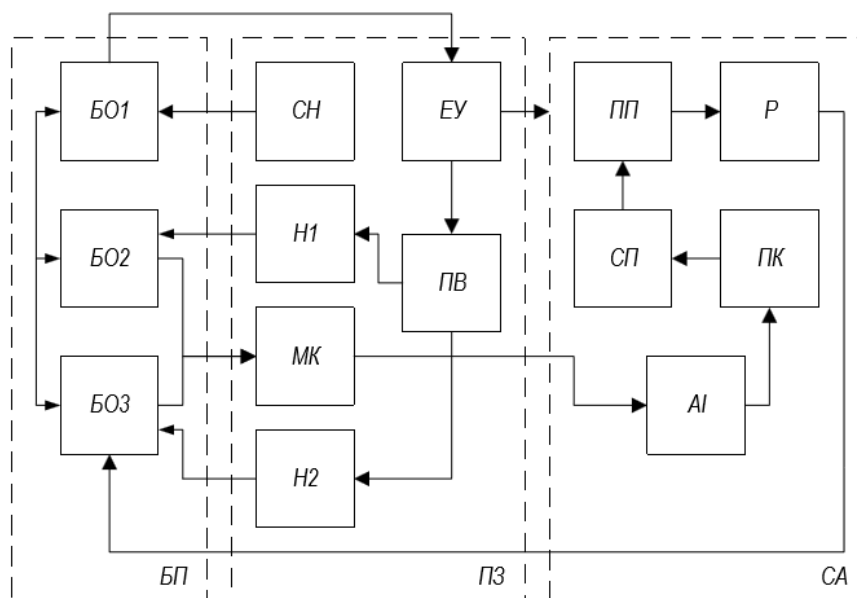 БО1
СН
ЕУ
ПП
Р
БО2
Н1
ПВ
СП
ПК
БО3
МК
АІ
Н2
БП
ПЗ
СА